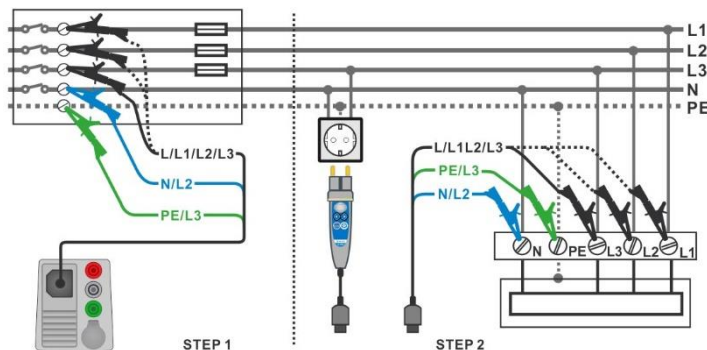 L1
L2
L3
N
PE
L/L1/L2/L3
N/L2
PE/L3
STEP 1
L/L1L2/L3
PE/L3
N/L2
N
PE
L3
L2
L1
STEP 2